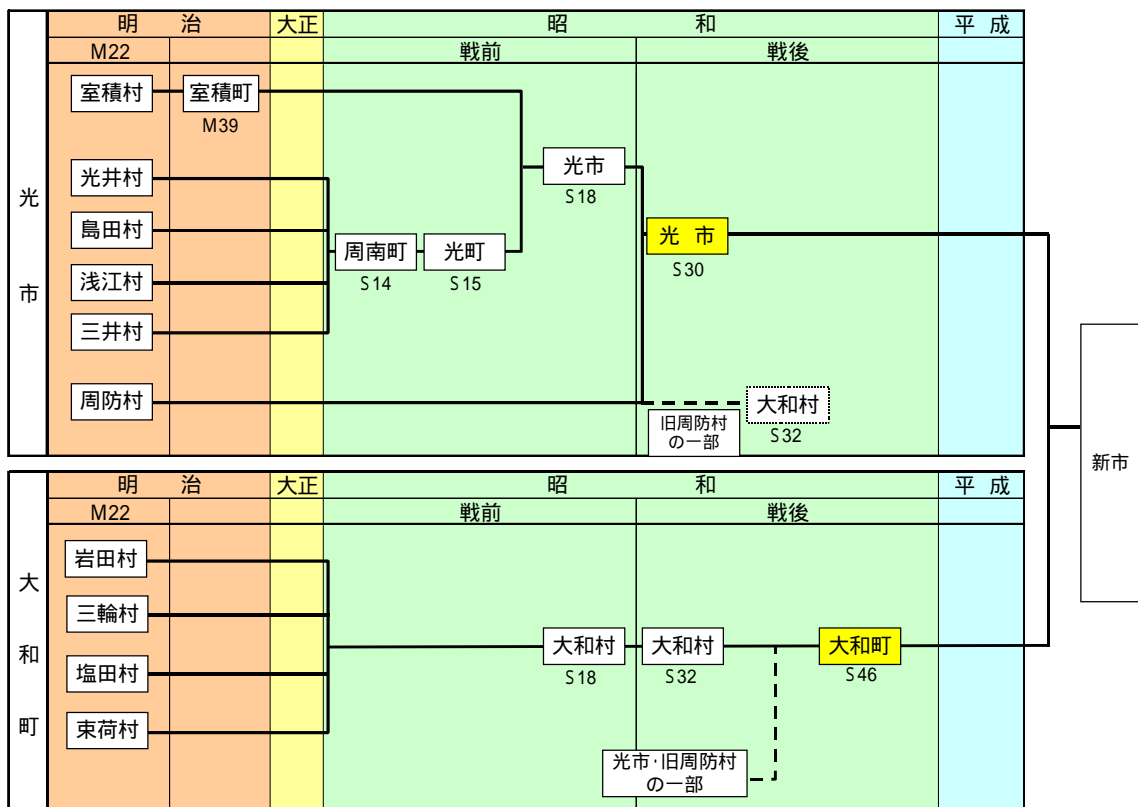 明 治 大正 昭 和 平 成
M22 戦前 戦後
光
市
室積村 室積町
M39
光井村
島田村
浅江村
三井村
周防村
周南町 光町
S14 S15
光市
S18
光 市
S30
大和村
S32
旧周防村
の一部
新市
明 治 大正 昭 和 平 成
M22 戦前 戦後
大
和
町
岩田村
三輪村
塩田村
束荷村
大和村 大和村 大和町
S18 S32 S46
光市・旧周防村
の一部